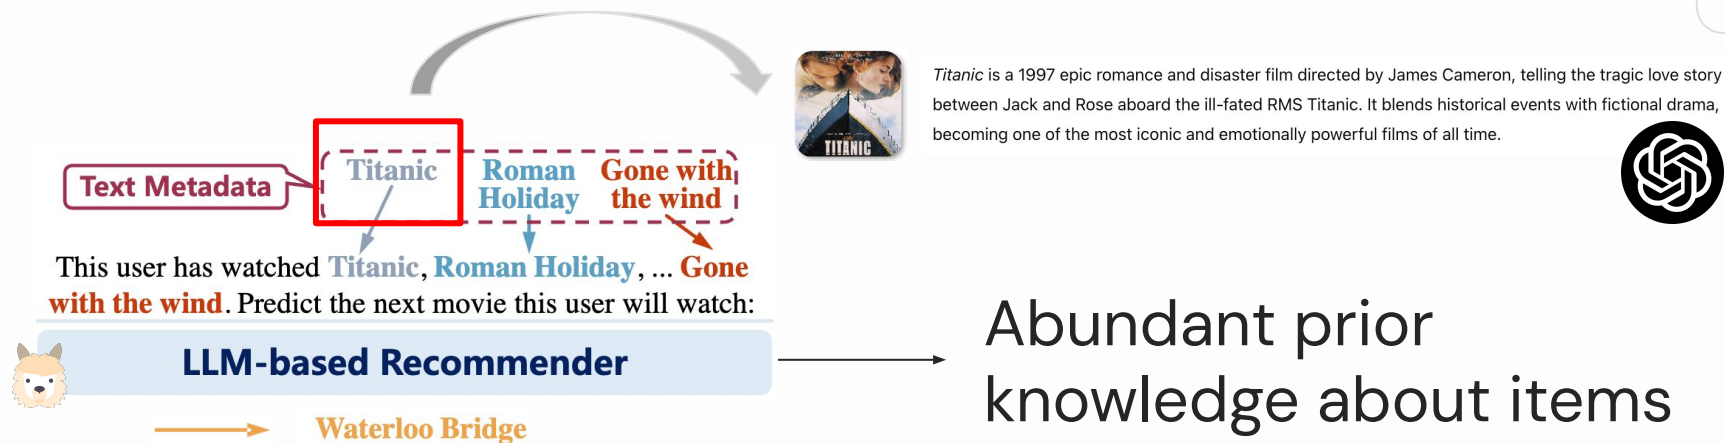 Titanic is a 1997 epic romance and disaster film directed by James Cameron, telling the tragic love story
between Jack and Rose aboard the ill-fated RMS Titanic. It blends historical events with fictional drama,
becoming one of the most iconic and emotionally powerful films of all time.
TITANIC
Text Metadata
Titanic
Roman
Holiday
Gone with
the wind
This user has watched Titanic, Roman Holiday, ... Gone
with the wind. Predict the next movie this user will watch:
LLM-based Recommender
Waterloo Bridge
Abundant prior
knowledge about items